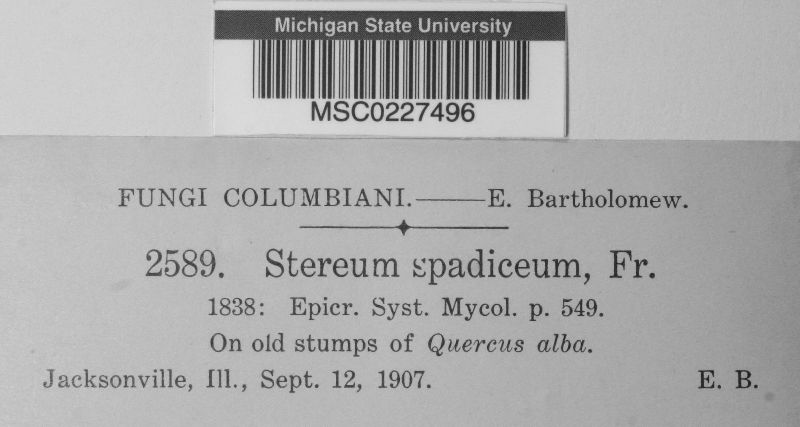 Michigan State University
MSC0227496
FUNGI COLUMBIANI.——E. Bartholomew.
2589. Stereum spadiceum, Fr.
1838: Epicr. Syst. Mycol. p. 549.
On old stumps of Quercus alba.
Jacksonville, Ill., Sept. 12, 1907. E. B.